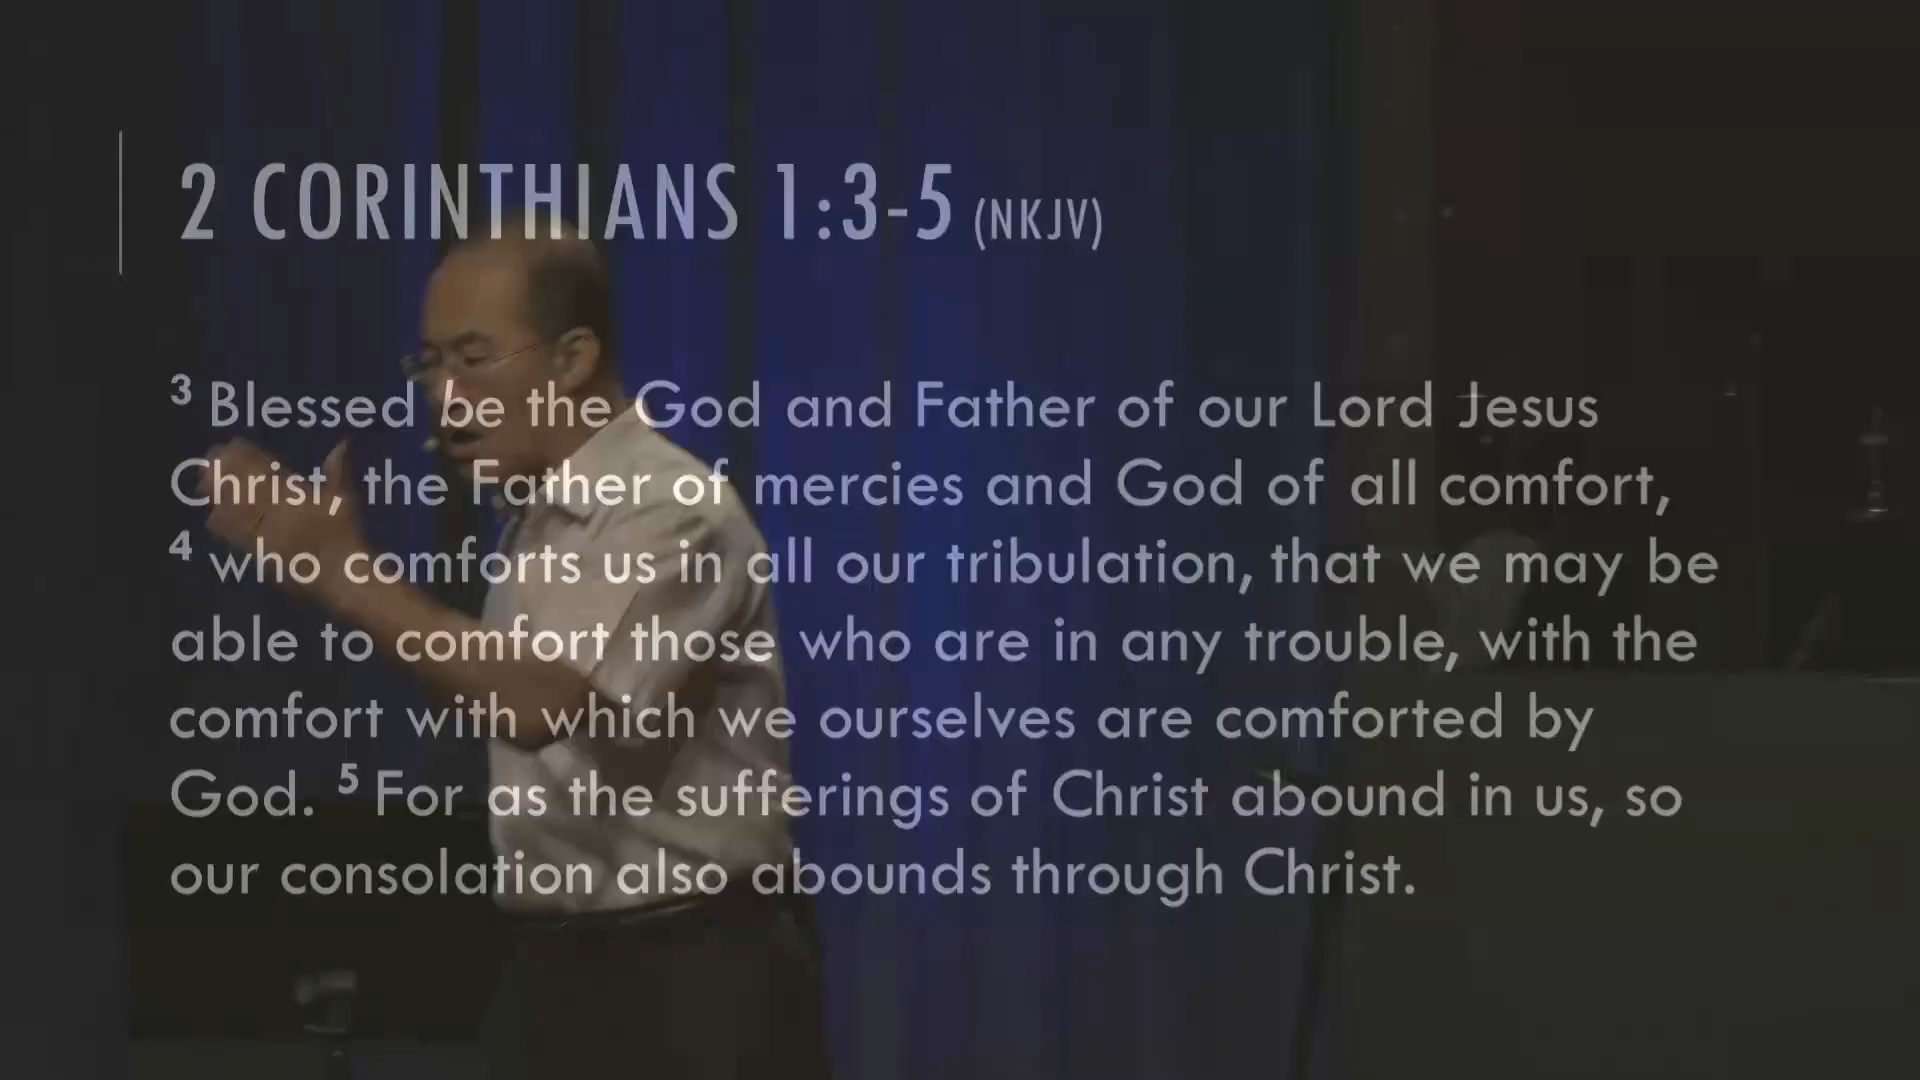 2 CORINTHIANS 1:3-5 (NKJV)
3 Blessed be the God and Father of our Lord Jesus
Christ, the Father of mercies and God of all comfort,
4 who comforts us in all our tribulation, that we may be
able to comfort those who are in any trouble, with the
comfort with which we ourselves are comforted by
God. 5 For as the sufferings of Christ abound in us, so
our consolation also abounds through Christ.